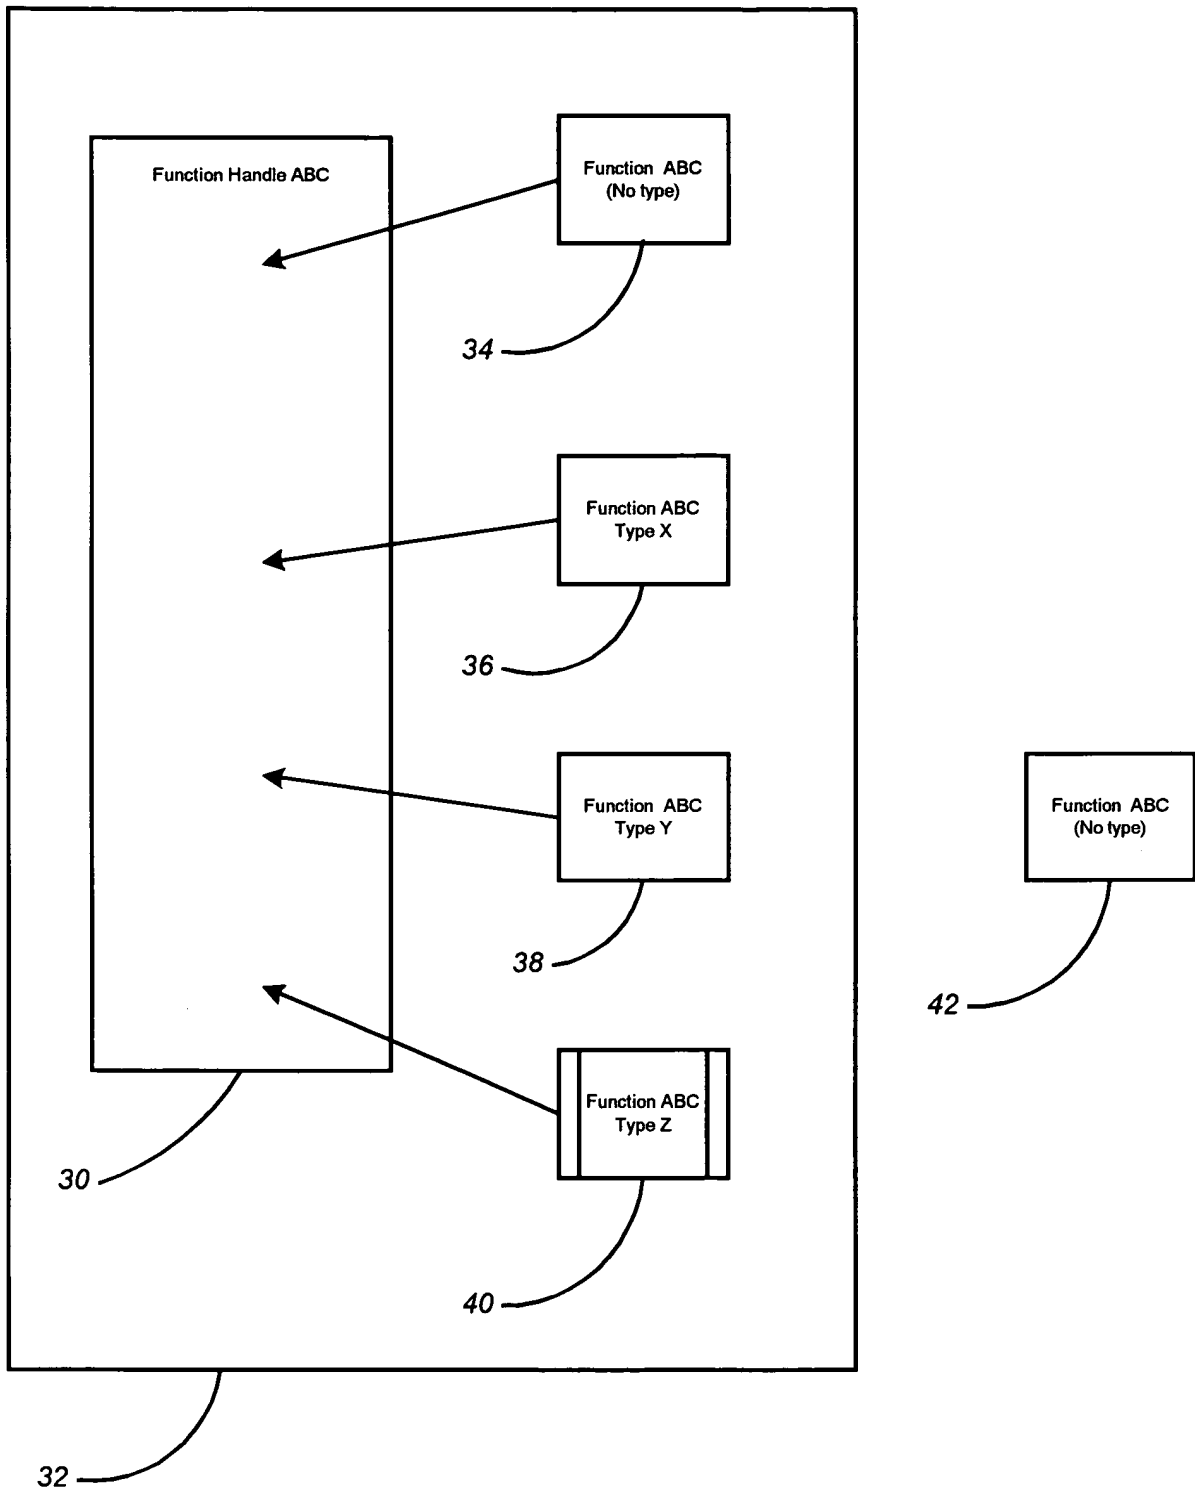 Function Handle ABC
Function ABC
(No type)
34
Function ABC
Type X
36
Function ABC
Type Y
38
Function ABC
(No type)
42
Function ABC
Type Z
30
40
32